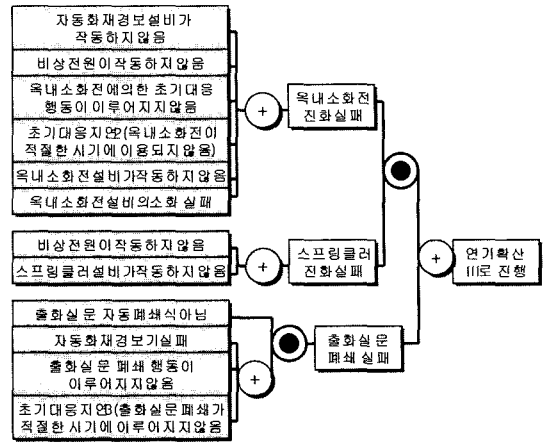 자동화재경보설비가
작동하지않음
비상전원이작동하지않음
옥내소화전에의한 초기대응
행동이 이루어지지않음
초기대응지연2(옥내소화전이
적절한 시기에 이용되지않음)
옥내소화전설비가작동하지않음
옥내소화전설비의소화 실패
+
옥내소화전
진화실패
비상전원이작동하지않음
스프링클러설비가작동하지않음
+
스프링클러
진화실패
+
연기확산
III로 진행
출화실문 자동폐쇄식아님
자동화재경보기실패
출화실문 폐쇄 행동이
이루어지지않음
초기대응지연3(출화실문폐쇄가
적절한 시기에이루어지지않음
+
출화실문
폐쇄 실패